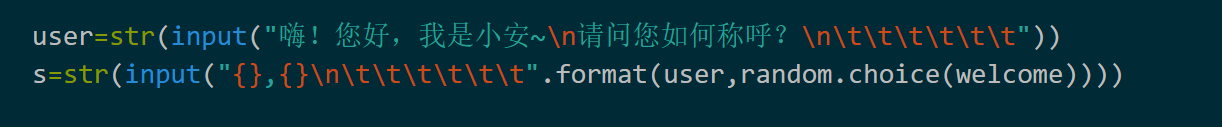 user=str(input("嗨！您好，我是小安~\n请问您如何称呼？\n\t\t\t\t\t\t"))
s=str(input("{},{}\n\t\t\t\t\t\t".format(user,random.choice(welcome))))